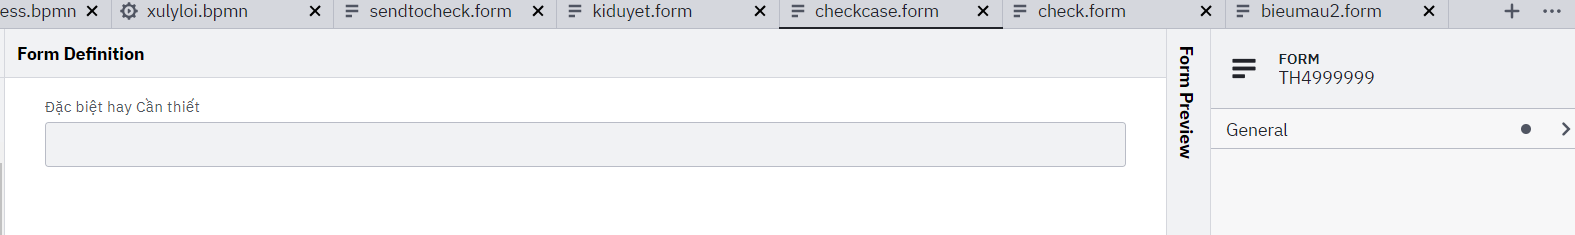 ess.bpmn xulyloi.bpmn sendtocheck.form kiduyet.form checkcase.form check.form bieumau2.form
Form Definition
Đặc biệt hay Cần thiết
Form Preview
FORM
TH4999999
General